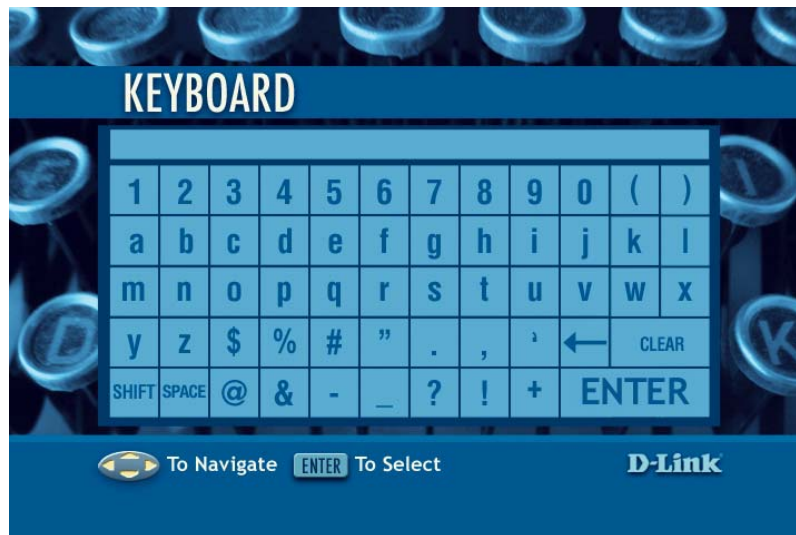 KEYBOARD
1 2 3 4 5 6 7 8 9 0 ( )
a b c d e f g h i j k l
m n o p q r s t u v w x
y z $ % # ” . , ‘ ← CLEAR
SHIFT SPACE @ & - _ ? ! + ENTER
D K
To Navigate ENTER To Select D-Link